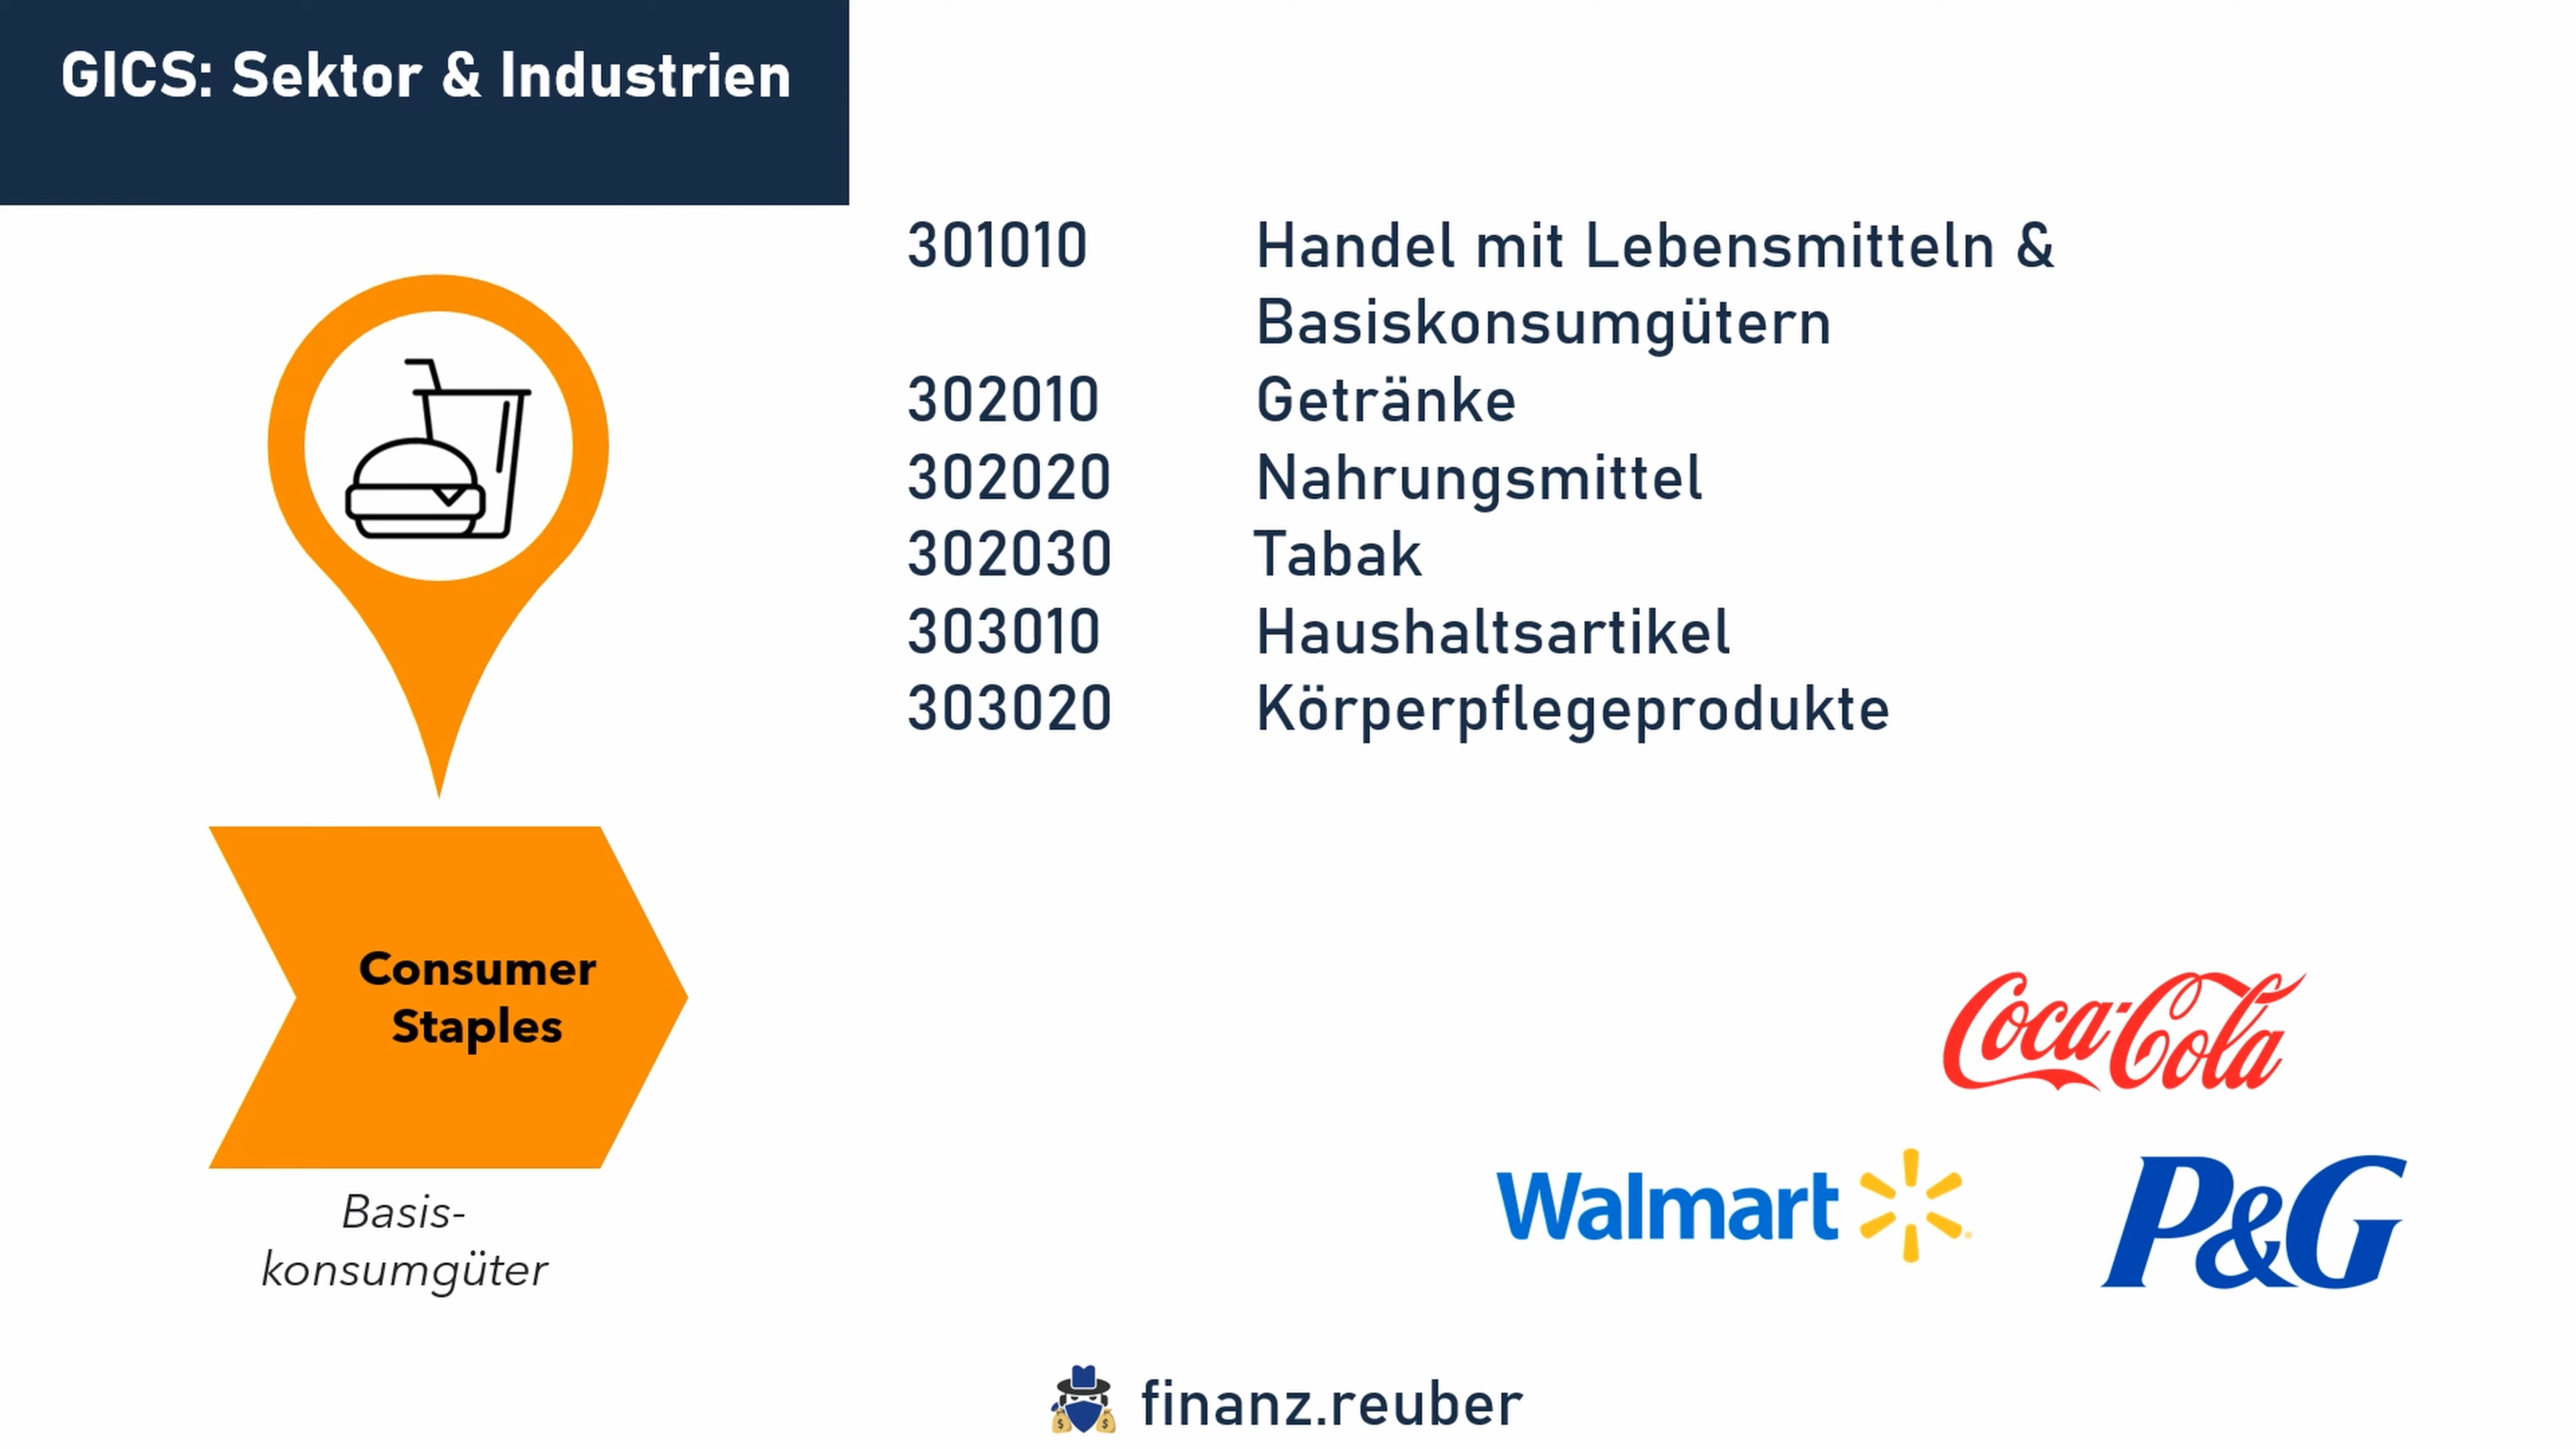 GICS: Sektor & Industrien
301010 Handel mit Lebensmitteln &
Basiskonsumgütern
302010 Getränke
302020 Nahrungsmittel
302030 Tabak
303010 Haushaltsartikel
303020 Körperpflegeprodukte
Consumer
Staples
Basis-
konsumgüter
Coca-Cola
Walmart
P&G
finanz.reuber